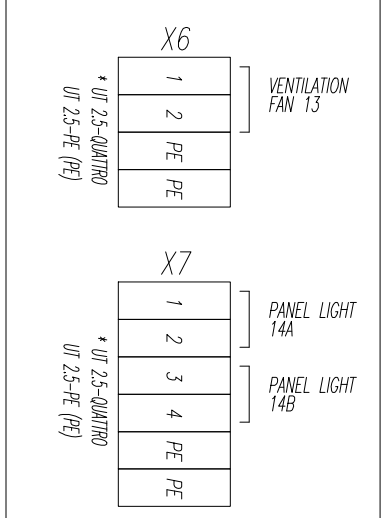 X6
1
2
PE
PE
VENTILATION
FAN 13
* UT 2.5-QUATTRO
UT 2.5-PE (PE)
X7
1
2
3
4
PE
PE
PANEL LIGHT
14A
PANEL LIGHT
14B
* UT 2.5-QUATTRO
UT 2.5-PE (PE)